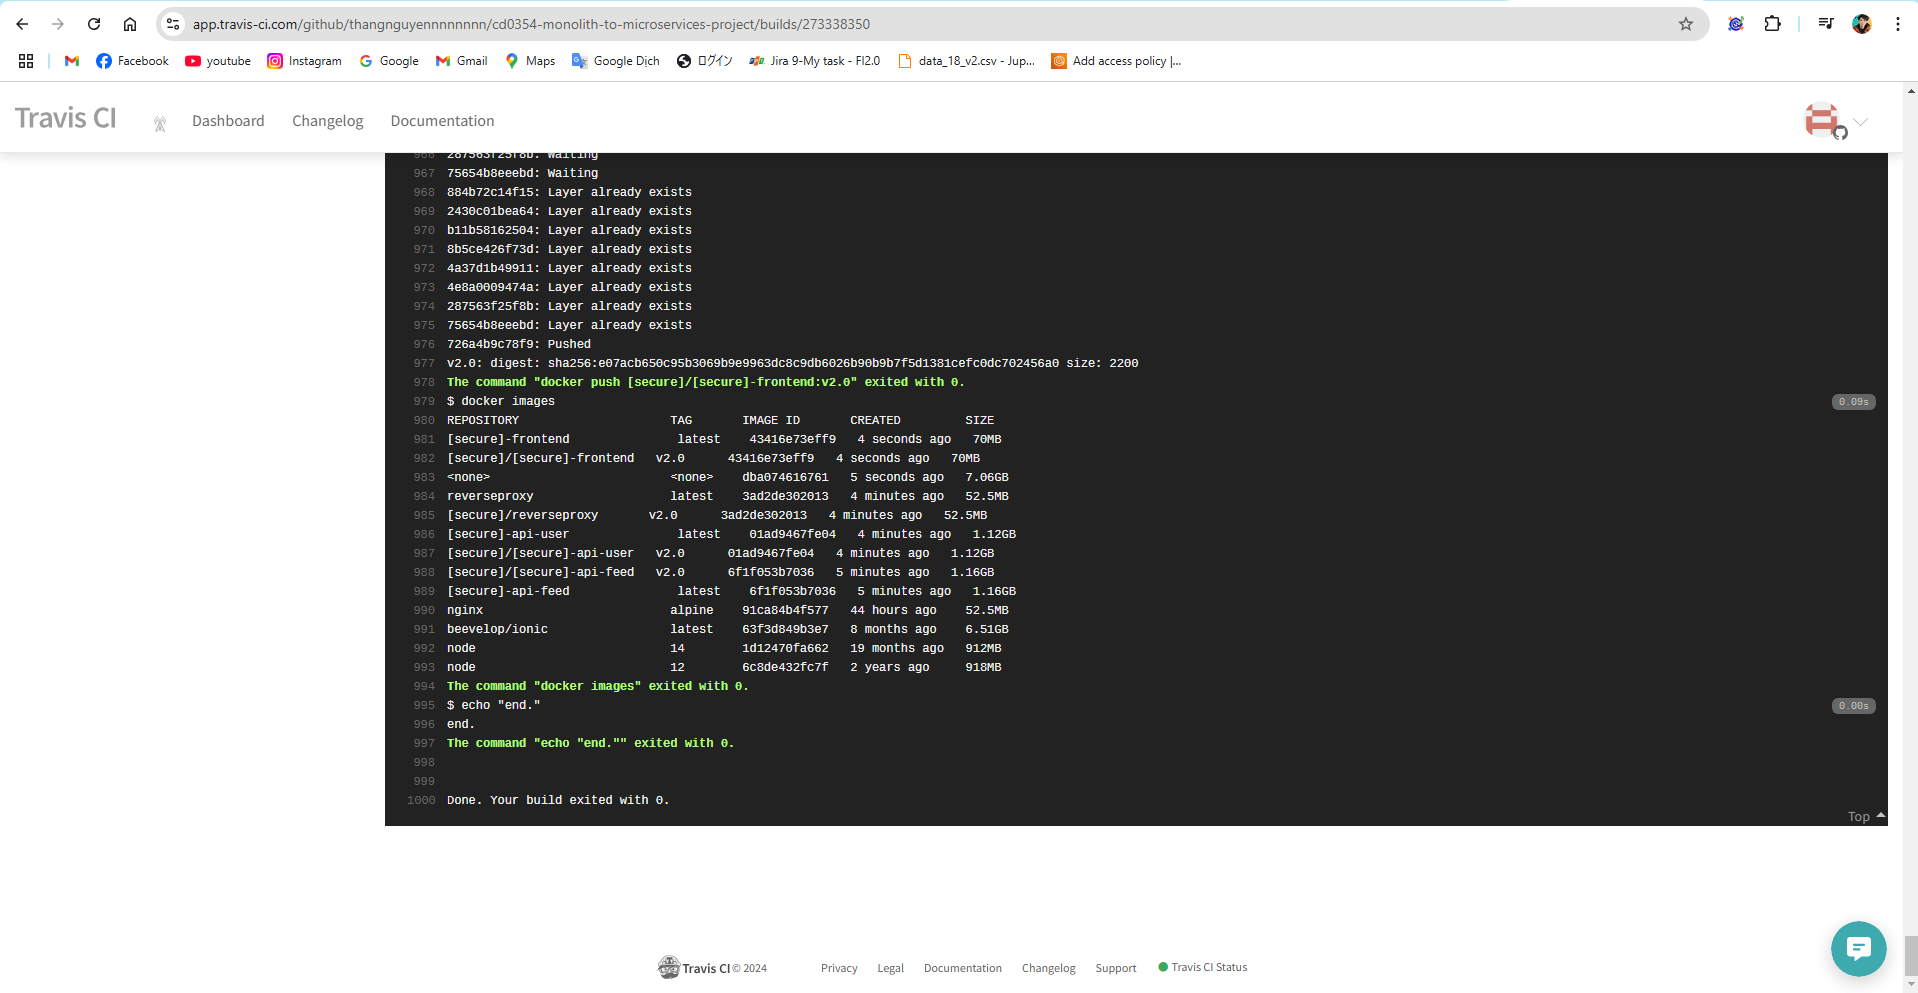 app.travis-ci.com/github/thangnguyennnnnnnn/cd0354-monolith-to-microservices-project/builds/273338350
Facebook youtube Instagram Google Gmail Maps Google Dịch ログイン Jira 9-My task - FI2.0 data_18_v2.csv - Jup... Add access policy |...
Travis CI Dashboard Changelog Documentation
966 287563f25f8b: Waiting
967 75654b8eeebd: Waiting
968 884b72c14f15: Layer already exists
969 2430c01bea64: Layer already exists
970 b11b58162504: Layer already exists
971 8b5ce426f73d: Layer already exists
972 4a37d1b49911: Layer already exists
973 4e8a0009474a: Layer already exists
974 287563f25f8b: Layer already exists
975 75654b8eeebd: Layer already exists
976 726a4b9c78f9: Pushed
977 v2.0: digest: sha256:e07acb650c95b3069b9e9963dc8c9db6026b90b9b7f5d1381cefc0dc702456a0 size: 2200
978 The command "docker push [secure]/[secure]-frontend:v2.0" exited with 0.
979 $ docker images 0.09s
980 REPOSITORY TAG IMAGE ID CREATED SIZE
981 [secure]-frontend latest 43416e73eff9 4 seconds ago 70MB
982 [secure]/[secure]-frontend v2.0 43416e73eff9 4 seconds ago 70MB
983 <none> <none> dba074616761 5 seconds ago 7.06GB
984 reverseproxy latest 3ad2de302013 4 minutes ago 52.5MB
985 [secure]/reverseproxy v2.0 3ad2de302013 4 minutes ago 52.5MB
986 [secure]-api-user latest 01ad9467fe04 4 minutes ago 1.12GB
987 [secure]/[secure]-api-user v2.0 01ad9467fe04 4 minutes ago 1.12GB
988 [secure]/[secure]-api-feed v2.0 6f1f053b7036 5 minutes ago 1.16GB
989 [secure]-api-feed latest 6f1f053b7036 5 minutes ago 1.16GB
990 nginx alpine 91ca84b4f577 44 hours ago 52.5MB
991 beevelop/ionic latest 63f3d849b3e7 8 months ago 6.51GB
992 node 14 1d12470fa662 19 months ago 912MB
993 node 12 6c8de432fc7f 2 years ago 918MB
994 The command "docker images" exited with 0.
995 $ echo "end." 0.00s
996 end.
997 The command "echo "end."" exited with 0.
998
999
1000 Done. Your build exited with 0.
Top
Travis CI © 2024 Privacy Legal Documentation Changelog Support Travis CI Status